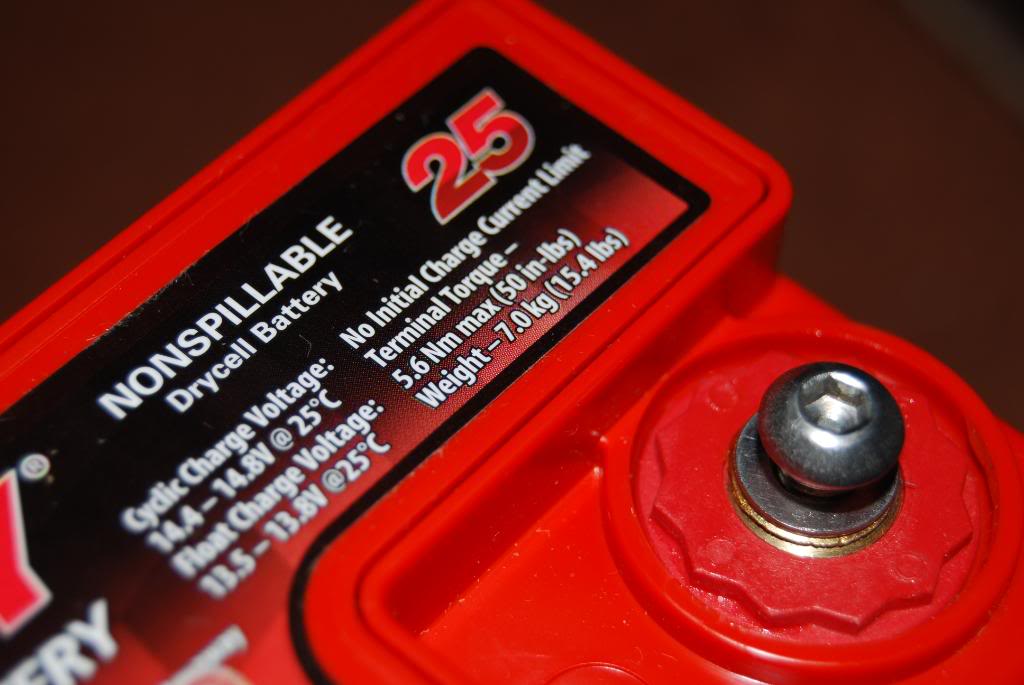 25
NONSPILLABLE
Drycell Battery
Cyclic Charge Voltage:
14.4 – 14.8V @ 25°C
Float Charge Voltage:
13.5 – 13.8V @25°C
No Initial Charge Current Limit
Terminal Torque –
5.6 Nm max (50 in-lbs)
Weight – 7.0 kg (15.4 lbs)
Y®
ERY